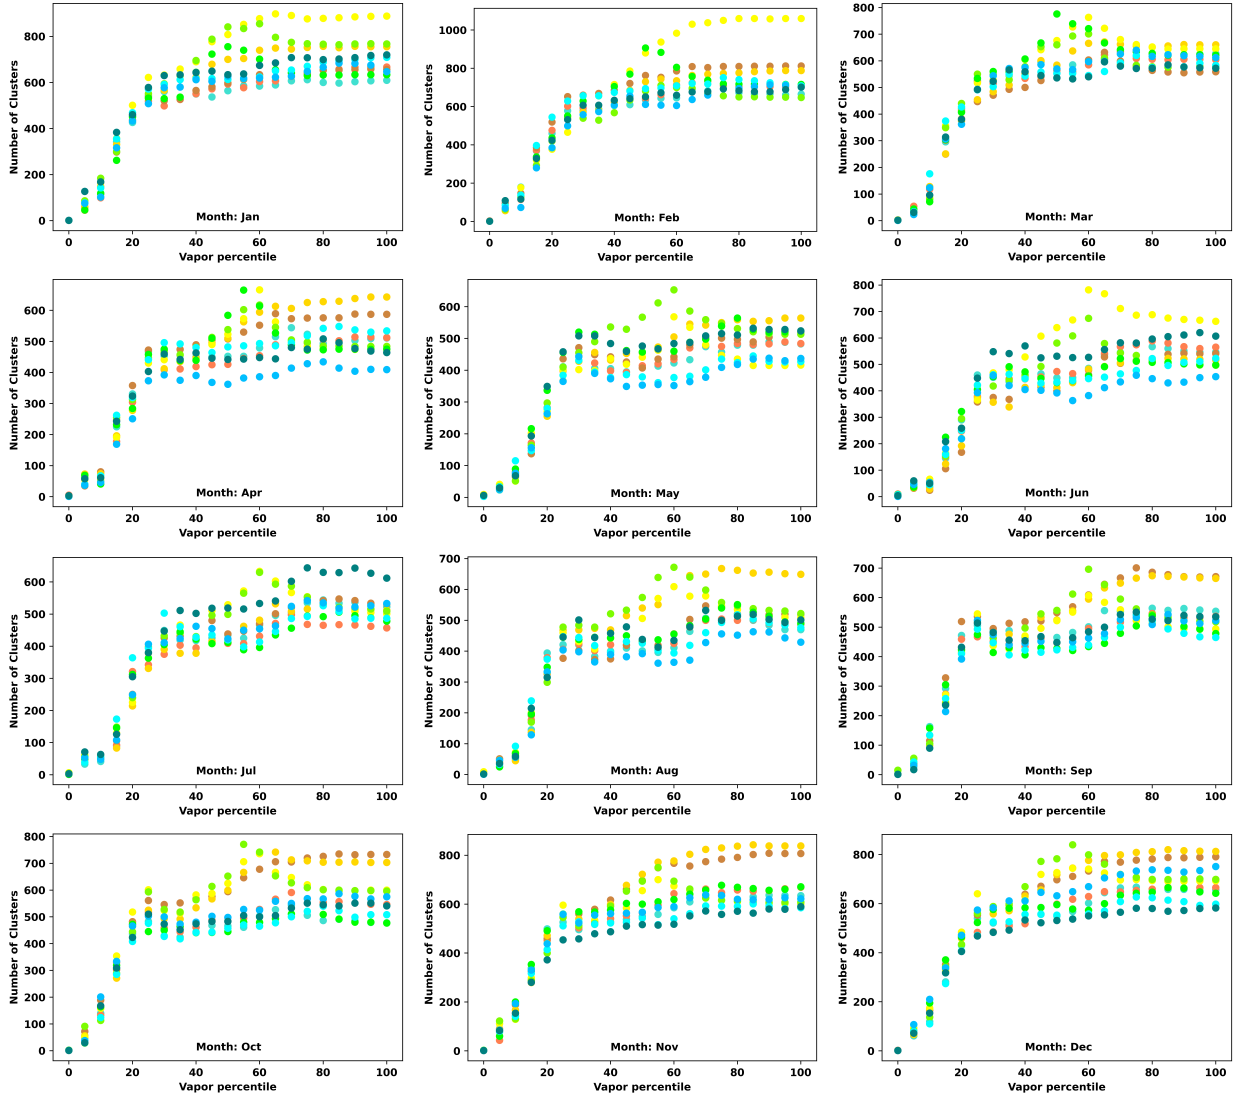 Number of Clusters
800
600
400
200
0
Month: Jan
0 20 40 60 80 100
Vapor percentile
Number of Clusters
1000
800
600
400
200
0
Month: Feb
0 20 40 60 80 100
Vapor percentile
Number of Clusters
800
700
600
500
400
300
200
100
0
Month: Mar
0 20 40 60 80 100
Vapor percentile
Number of Clusters
600
500
400
300
200
100
0
Month: Apr
0 20 40 60 80 100
Vapor percentile
Number of Clusters
600
500
400
300
200
100
0
Month: May
0 20 40 60 80 100
Vapor percentile
Number of Clusters
800
700
600
500
400
300
200
100
0
Month: Jun
0 20 40 60 80 100
Vapor percentile
Number of Clusters
600
500
400
300
200
100
0
Month: Jul
0 20 40 60 80 100
Vapor percentile
Number of Clusters
700
600
500
400
300
200
100
0
Month: Aug
0 20 40 60 80 100
Vapor percentile
Number of Clusters
700
600
500
400
300
200
100
0
Month: Sep
0 20 40 60 80 100
Vapor percentile
Number of Clusters
800
700
600
500
400
300
200
100
0
Month: Oct
0 20 40 60 80 100
Vapor percentile
Number of Clusters
800
600
400
200
0
Month: Nov
0 20 40 60 80 100
Vapor percentile
Number of Clusters
800
600
400
200
0
Month: Dec
0 20 40 60 80 100
Vapor percentile